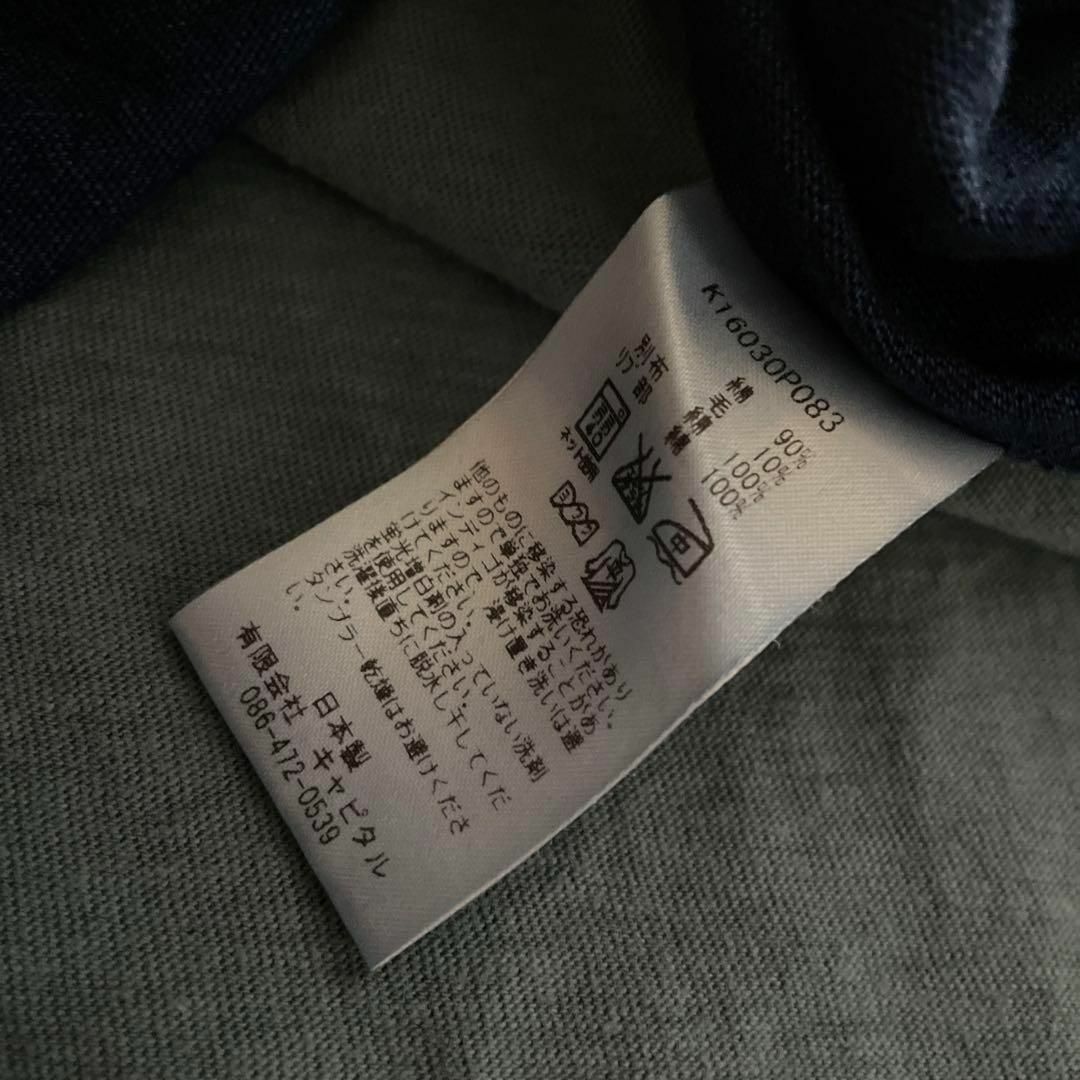 K16030P083
綿 90%
毛 10%
別布 綿 100%
リブ部 綿 100%
ネット使用
他のものに移染する恐れがあり
ますので単独でお洗いください。
インディゴが移染することがあ
りますので、浸け置き洗いは避
けてください。
蛍光増白剤の入っていない洗剤
を使用してください。
洗濯後直ちに脱水し干してくだ
さい。
タンブラー乾燥はお避けくださ
い。
日本製
有限会社 キャピタル
086-472-0539